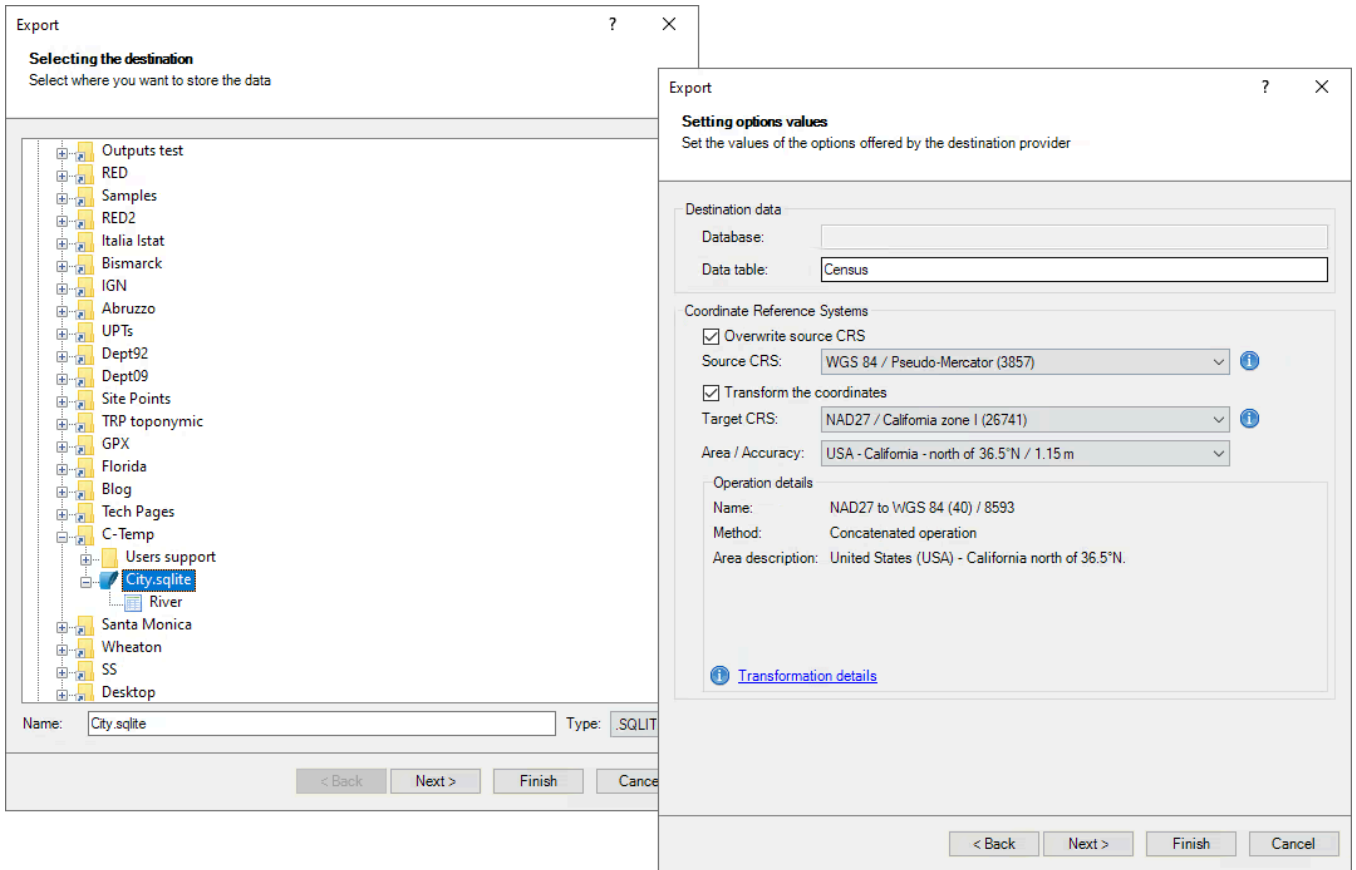 Export ?
Selecting the destination
Select where you want to store the data
Outputs test
RED
Samples
RED2
Italia Istat
Bismarck
IGN
Abruzzo
UPTs
Dept92
Dept09
Site Points
TRP toponymic
GPX
Florida
Blog
Tech Pages
C-Temp
Users support
City.sqlite
River
Santa Monica
Wheaton
SS
Desktop
Name: City.sqlite Type: .SQLIT
< Back Next > Finish Cance
Export ?
Setting options values
Set the values of the options offered by the destination provider
Destination data
Database:
Data table: Census
Coordinate Reference Systems
Overwrite source CRS
Source CRS: WGS 84 / Pseudo-Mercator (3857)
Transform the coordinates
Target CRS: NAD27 / California zone I (26741)
Area / Accuracy: USA - California - north of 36.5°N / 1.15 m
Operation details
Name: NAD27 to WGS 84 (40) / 8593
Method: Concatenated operation
Area description: United States (USA) - California north of 36.5°N.
Transformation details
< Back Next > Finish Cancel